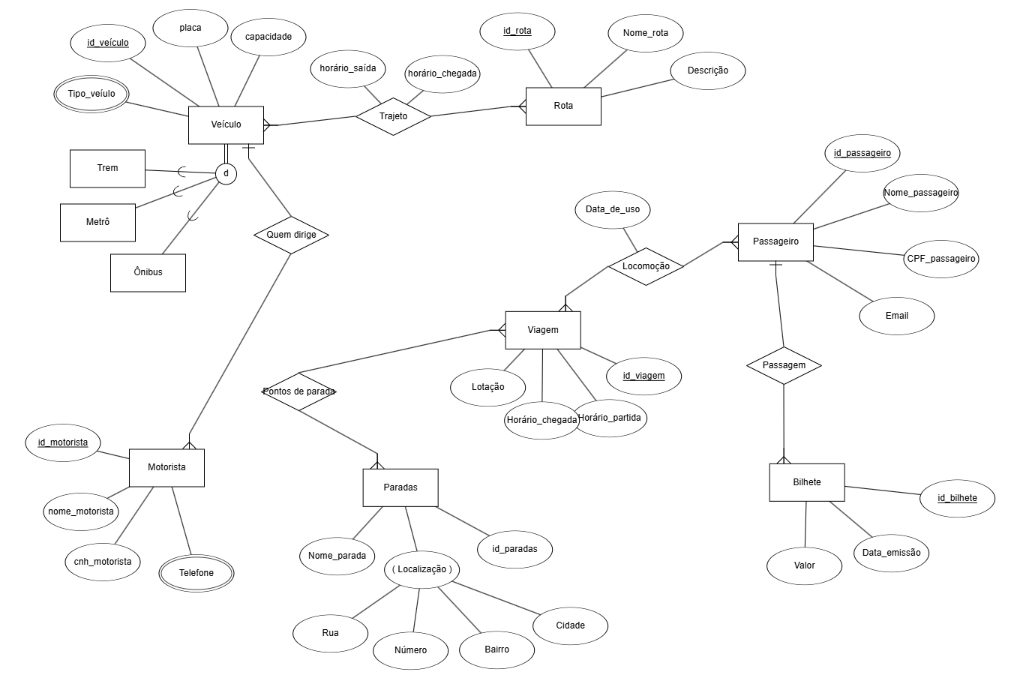 id_veículo
placa
capacidade
Tipo_veíulo
Veículo
horário_saída
horário_chegada
Trajeto
id_rota
Nome_rota
Descrição
Rota
Trem
Metrô
Ônibus
d
Quem dirige
id_passageiro
Nome_passageiro
CPF_passageiro
Email
Passageiro
Data_de_uso
Locomoção
Viagem
Lotação
Horário_chegada
Horário_partida
id_viagem
Passagem
Pontos de parada
id_motorista
Motorista
nome_motorista
cnh_motorista
Telefone
Paradas
Nome_parada
( Localização )
id_paradas
Rua
Número
Bairro
Cidade
Bilhete
id_bilhete
Valor
Data_emissão